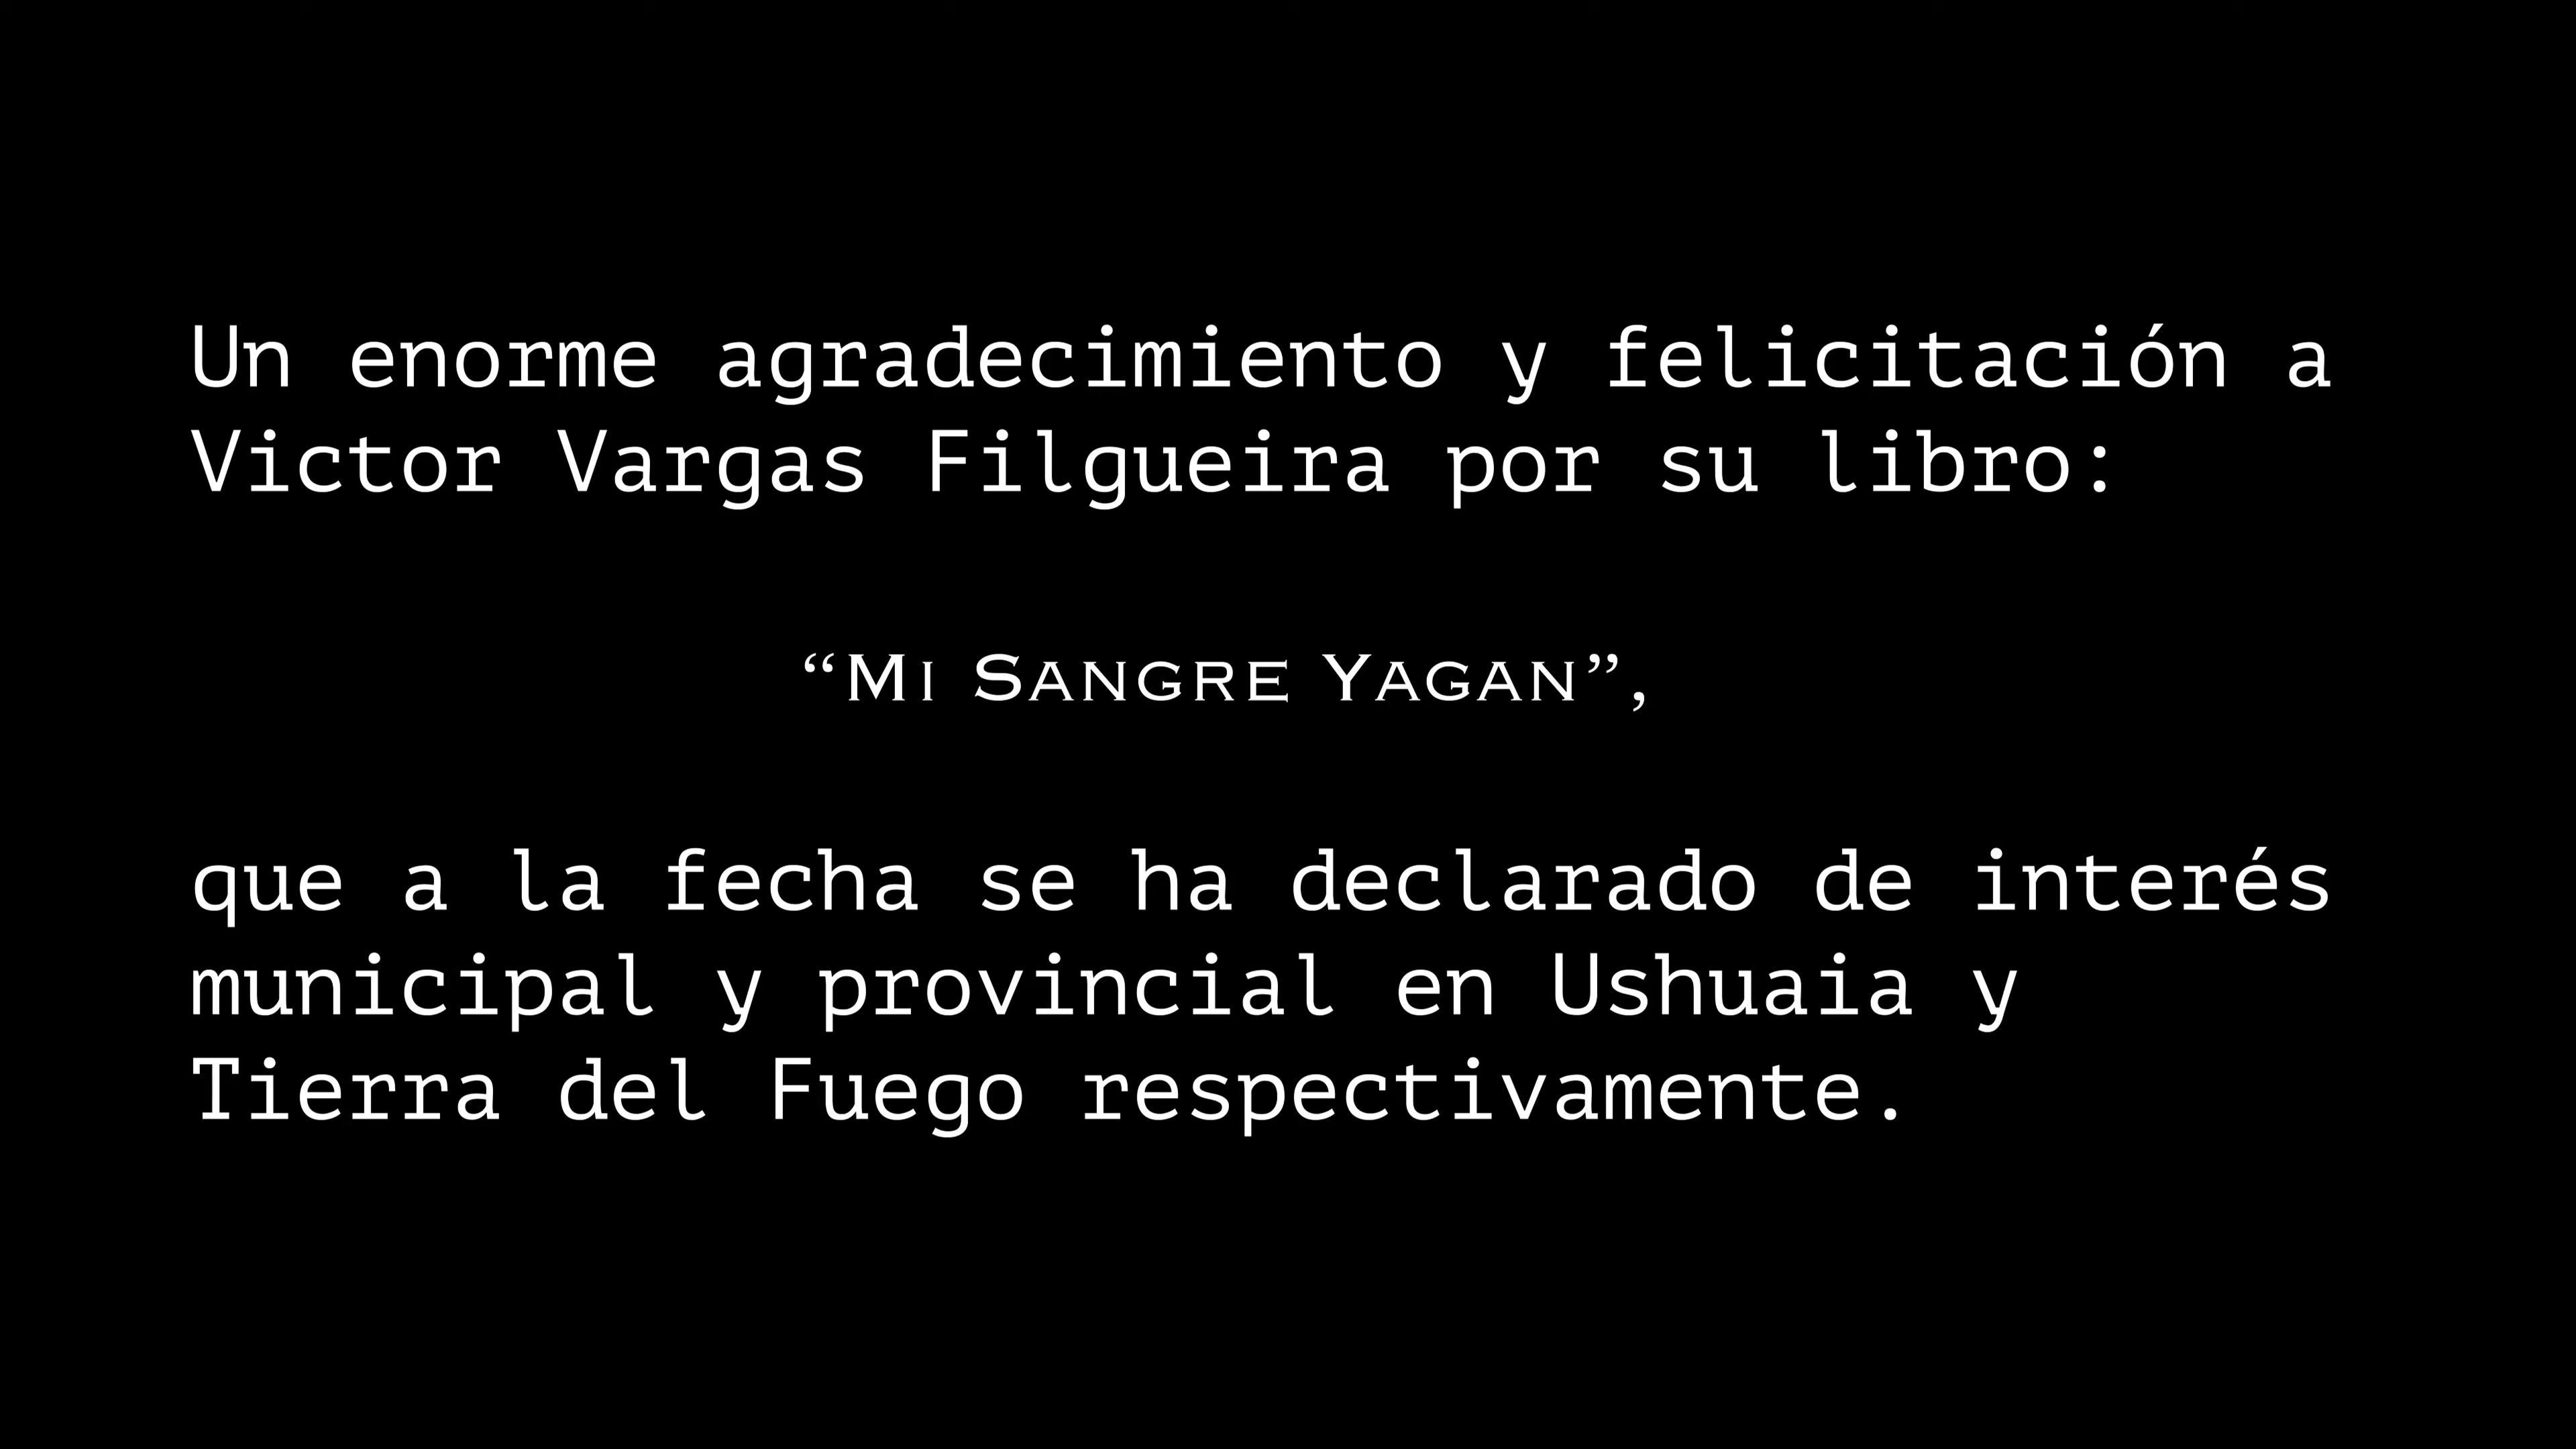 Un enorme agradecimiento y felicitación a
Victor Vargas Filgueira por su libro:
“MI SANGRE YAGAN”,
que a la fecha se ha declarado de interés
municipal y provincial en Ushuaia y
Tierra del Fuego respectivamente.